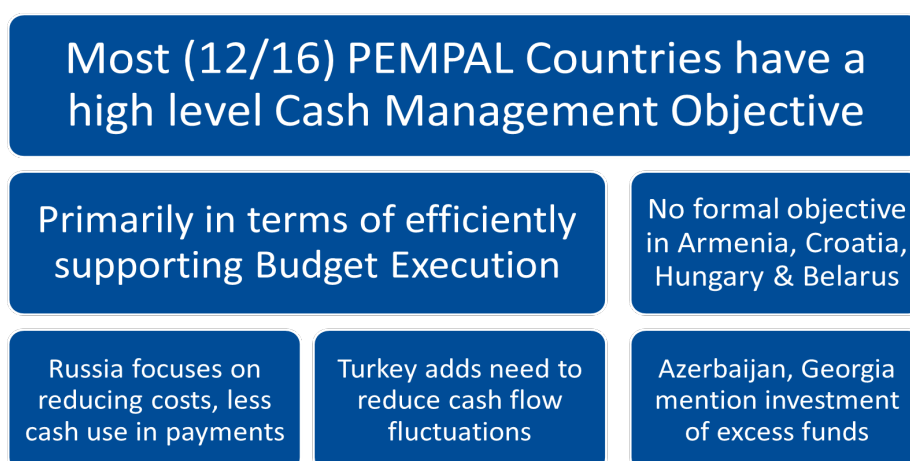 Most (12/16) PEMPAL Countries have a
high level Cash Management Objective
Primarily in terms of efficiently
supporting Budget Execution
No formal objective
in Armenia, Croatia,
Hungary & Belarus
Russia focuses on
reducing costs, less
cash use in payments
Turkey adds need to
reduce cash flow
fluctuations
Azerbaijan, Georgia
mention investment
of excess funds